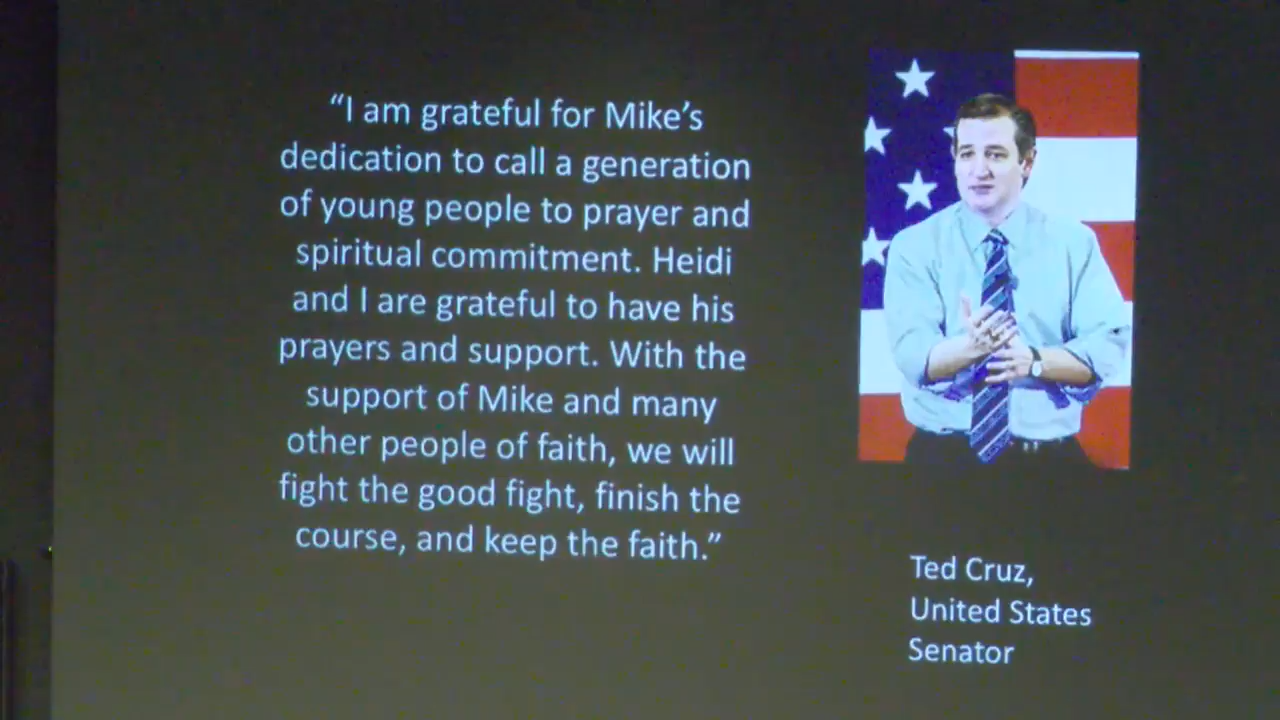 “I am grateful for Mike’s
dedication to call a generation
of young people to prayer and
spiritual commitment. Heidi
and I are grateful to have his
prayers and support. With the
support of Mike and many
other people of faith, we will
fight the good fight, finish the
course, and keep the faith.”
Ted Cruz,
United States
Senator